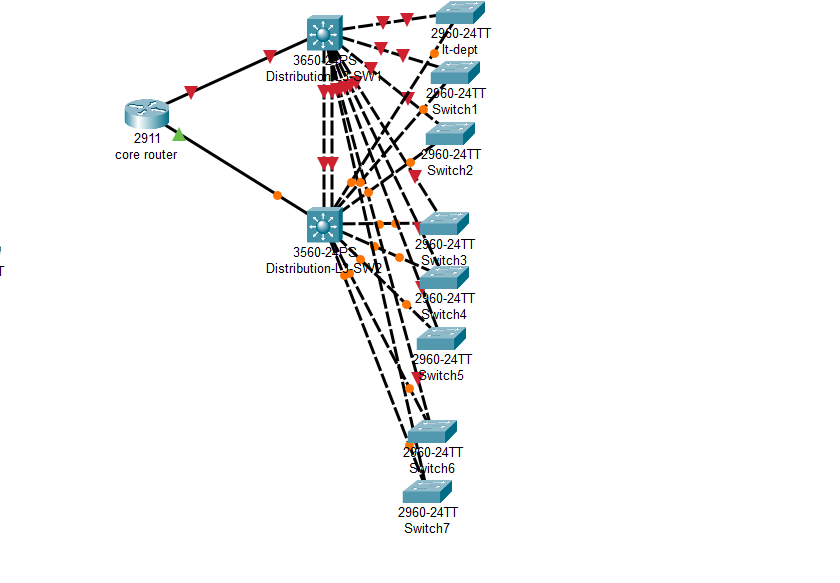 2960-24TT
It-dept
3650-24PS
Distribution-L3-SW1
2960-24TT
Switch1
2911
core router
2960-24TT
Switch2
2960-24TT
Switch3
3560-24PS
Distribution-L3-SW2
T
2960-24TT
Switch4
2960-24TT
Switch5
2960-24TT
Switch6
2960-24TT
Switch7